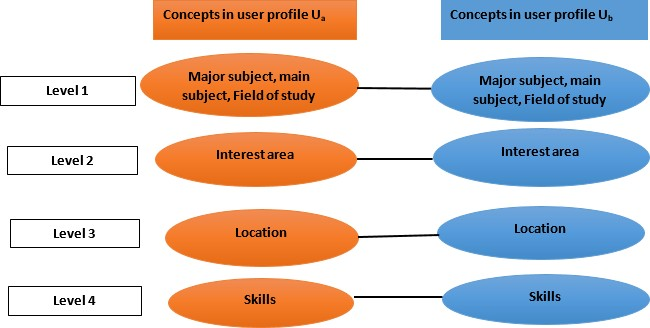 Concepts in user profile Ua
Concepts in user profile Ub
Level 1
Major subject, main
subject, Field of study
Major subject, main
subject, Field of study
Level 2
Interest area
Interest area
Level 3
Location
Location
Level 4
Skills
Skills